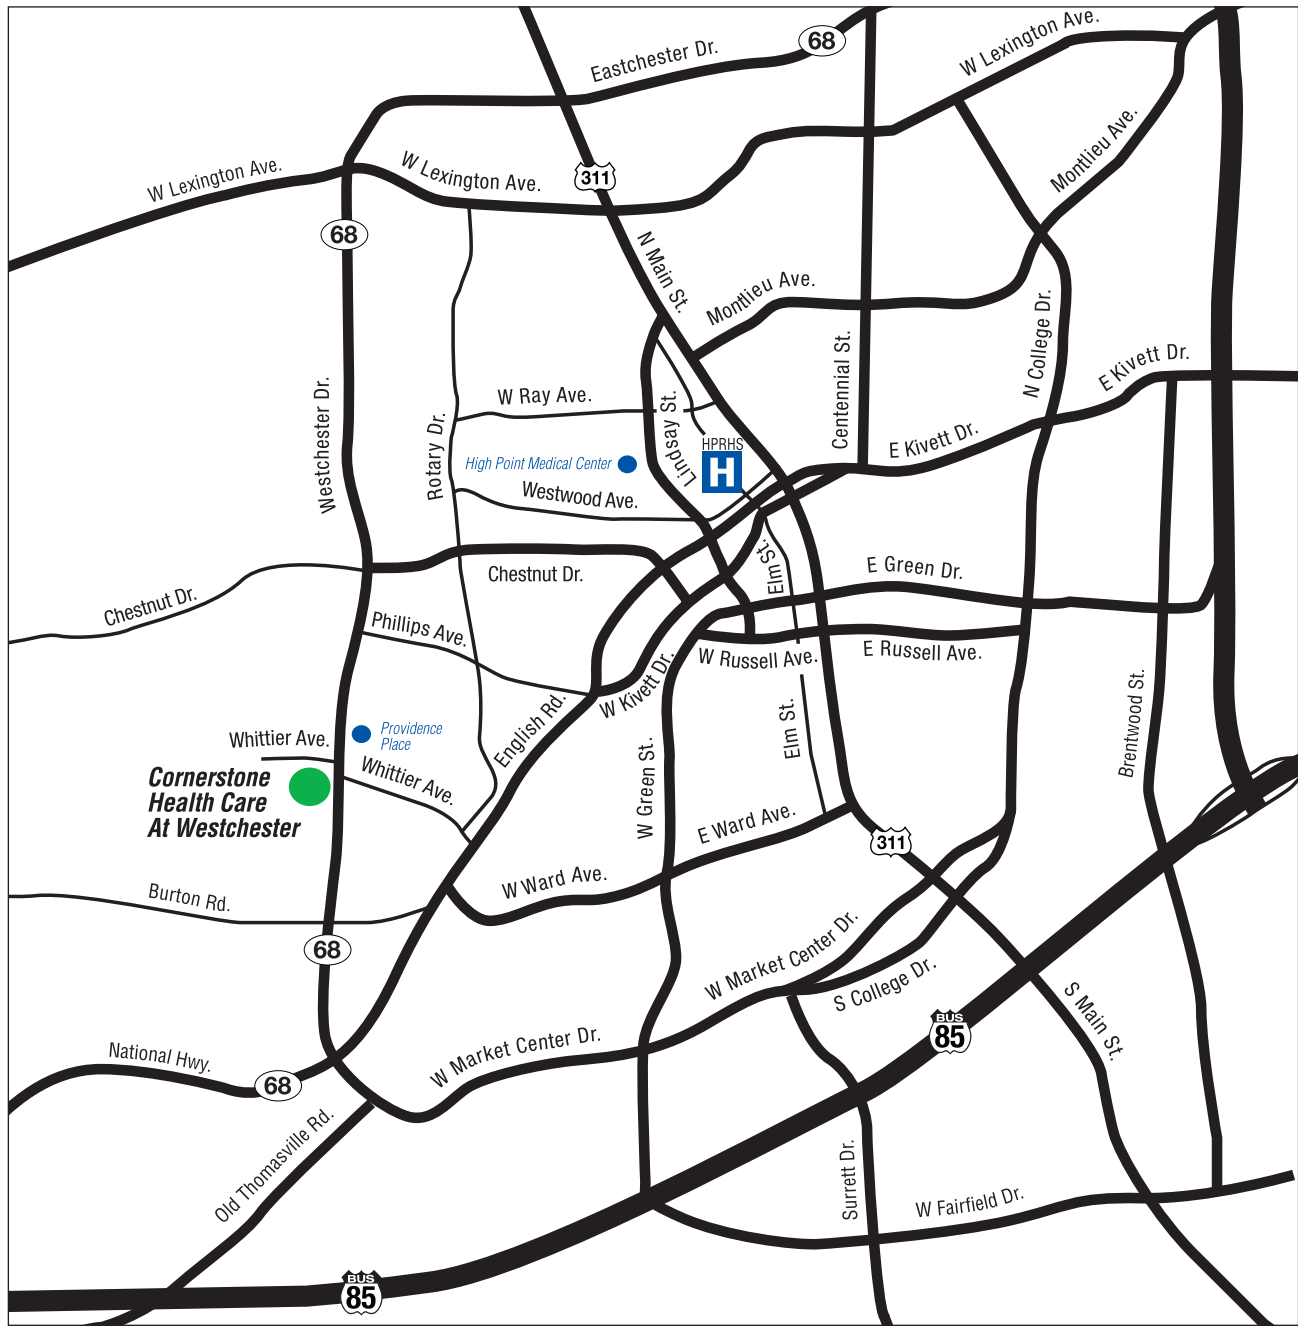 68
Eastchester Dr.
W Lexington Ave.
W Lexington Ave.
W Lexington Ave.
311
Montlieu Ave.
68
N Main St.
Montlieu Ave.
N College Dr.
Centennial St.
E Kivett Dr.
Westchester Dr.
W Ray Ave.
Rotary Dr.
Lindsay St.
HPRHS
H
E Kivett Dr.
High Point Medical Center
Westwood Ave.
Elm St.
E Green Dr.
Chestnut Dr.
Chestnut Dr.
Phillips Ave.
W Russell Ave.
E Russell Ave.
W Kivett Dr.
English Rd.
Brentwood St.
Elm St.
Whittier Ave.
Providence
Place
Whittier Ave.
W Green St.
Cornerstone
Health Care
At Westchester
E Ward Ave.
311
W Ward Ave.
Burton Rd.
68
W Market Center Dr.
S College Dr.
S Main St.
BUS
85
National Hwy.
W Market Center Dr.
68
Old Thomasville Rd.
Surrett Dr.
W Fairfield Dr.
BUS
85